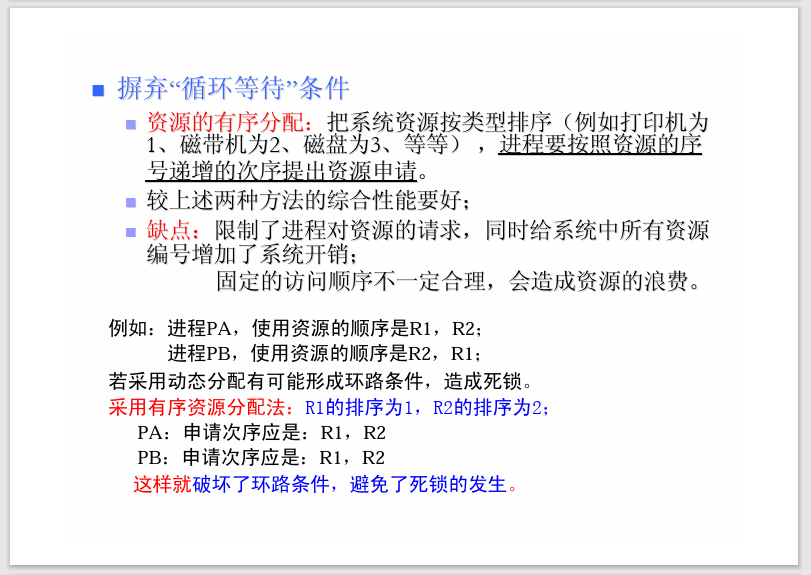 摒弃“循环等待”条件
资源的有序分配：把系统资源按类型排序（例如打印机为
1、磁带机为2、磁盘为3、等等），进程要按照资源的序
号递增的次序提出资源申请。
较上述两种方法的综合性能要好；
缺点：限制了进程对资源的请求，同时给系统中所有资源
编号增加了系统开销；
固定的访问顺序不一定合理，会造成资源的浪费。
例如：进程PA，使用资源的顺序是R1，R2；
进程PB，使用资源的顺序是R2，R1；
若采用动态分配有可能形成环路条件，造成死锁。
采用有序资源分配法：R1的排序为1，R2的排序为2；
PA：申请次序应是：R1，R2
PB：申请次序应是：R1，R2
这样就破坏了环路条件，避免了死锁的发生。